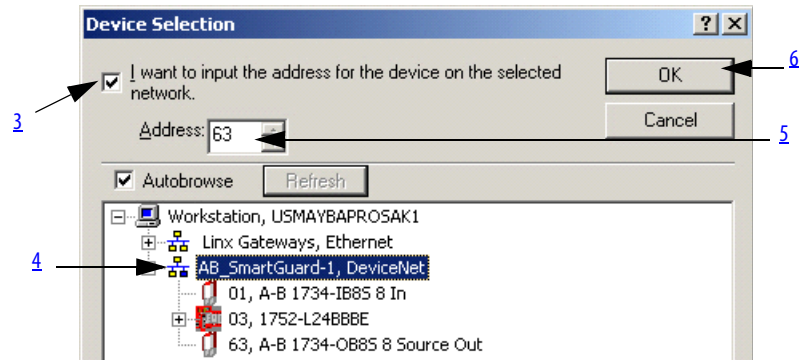 Device Selection
I want to input the address for the device on the selected
network.
OK
6
3
Address: 63
Cancel
5
Autobrowse Refresh
Workstation, USMAYBAPROSAK1
Linx Gateways, Ethernet
4
AB_SmartGuard-1, DeviceNet
01, A-B 1734-IB8S 8 In
03, 1752-L24BBBE
63, A-B 1734-OB8S 8 Source Out